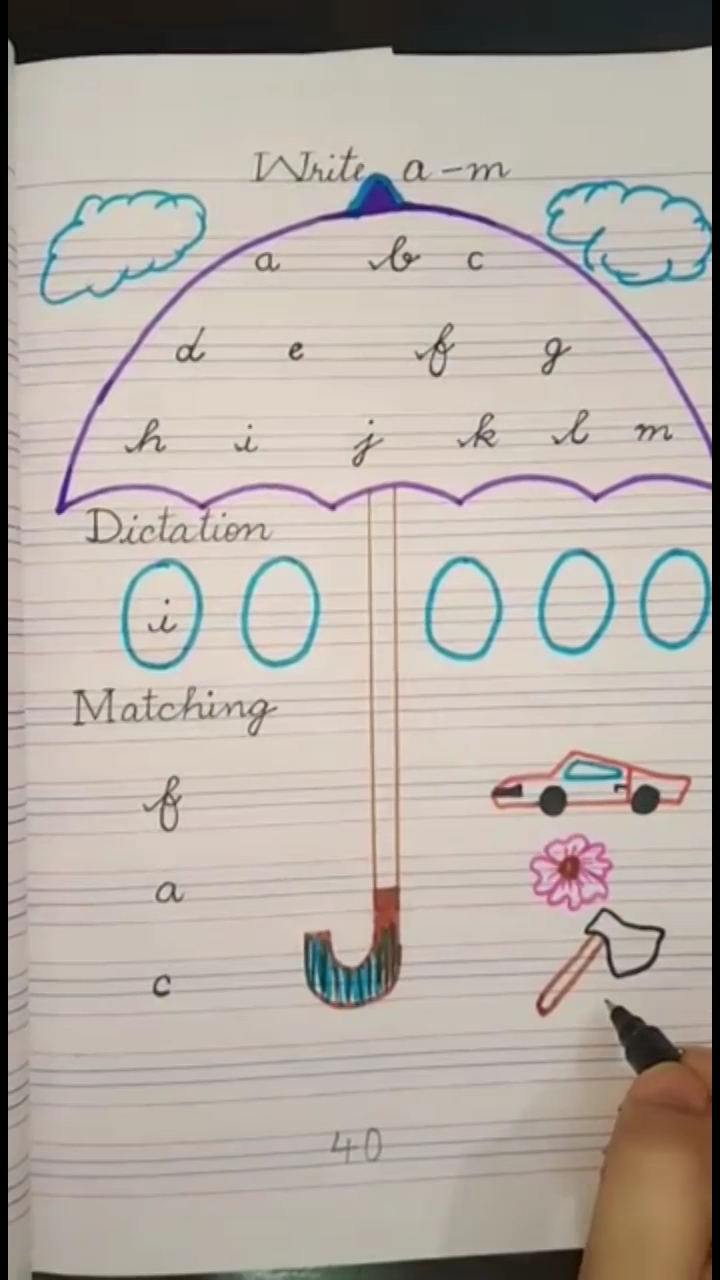 Write a-m
a b c
d e f g
h i j k l m
Dictation
i
Matching
f
a
c
40